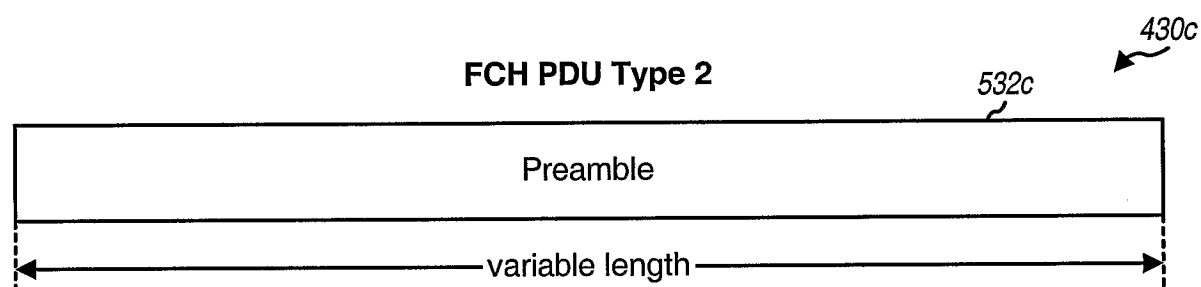 430c
FCH PDU Type 2
532c
Preamble
variable length